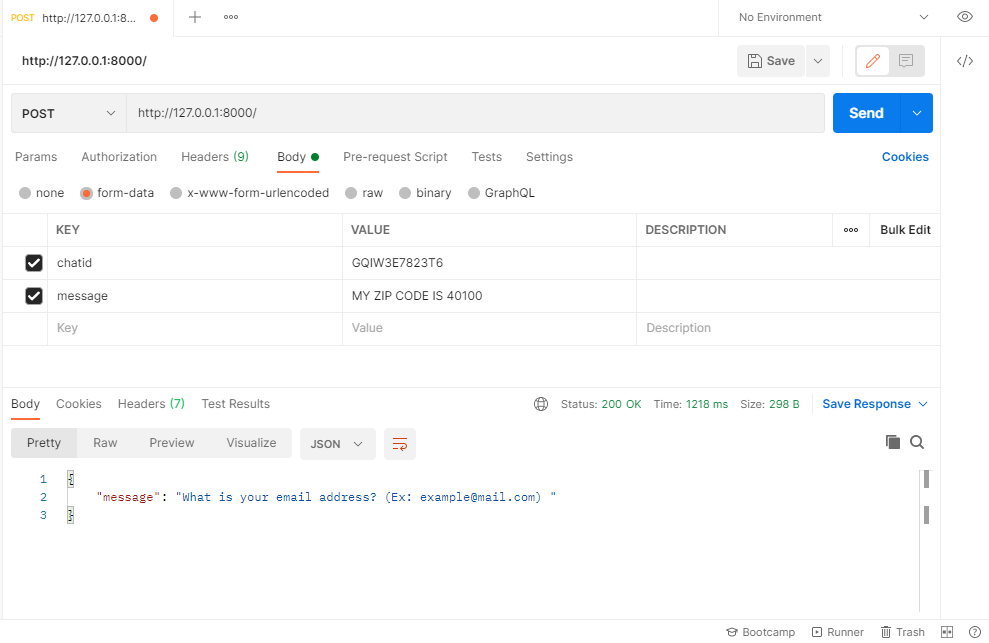 POST http://127.0.0.1:8... No Environment
http://127.0.0.1:8000/ Save
POST http://127.0.0.1:8000/ Send
Params Authorization Headers (9) Body Pre-request Script Tests Settings Cookies
none form-data x-www-form-urlencoded raw binary GraphQL
KEY VALUE DESCRIPTION Bulk Edit
chatid GQIW3E7823T6
message MY ZIP CODE IS 40100
Key Value Description
Body Cookies Headers (7) Test Results Status: 200 OK Time: 1218 ms Size: 298 B Save Response
Pretty Raw Preview Visualize JSON
1 {
2 "message": "What is your email address? (Ex: example@mail.com) "
3 }
Bootcamp Runner Trash